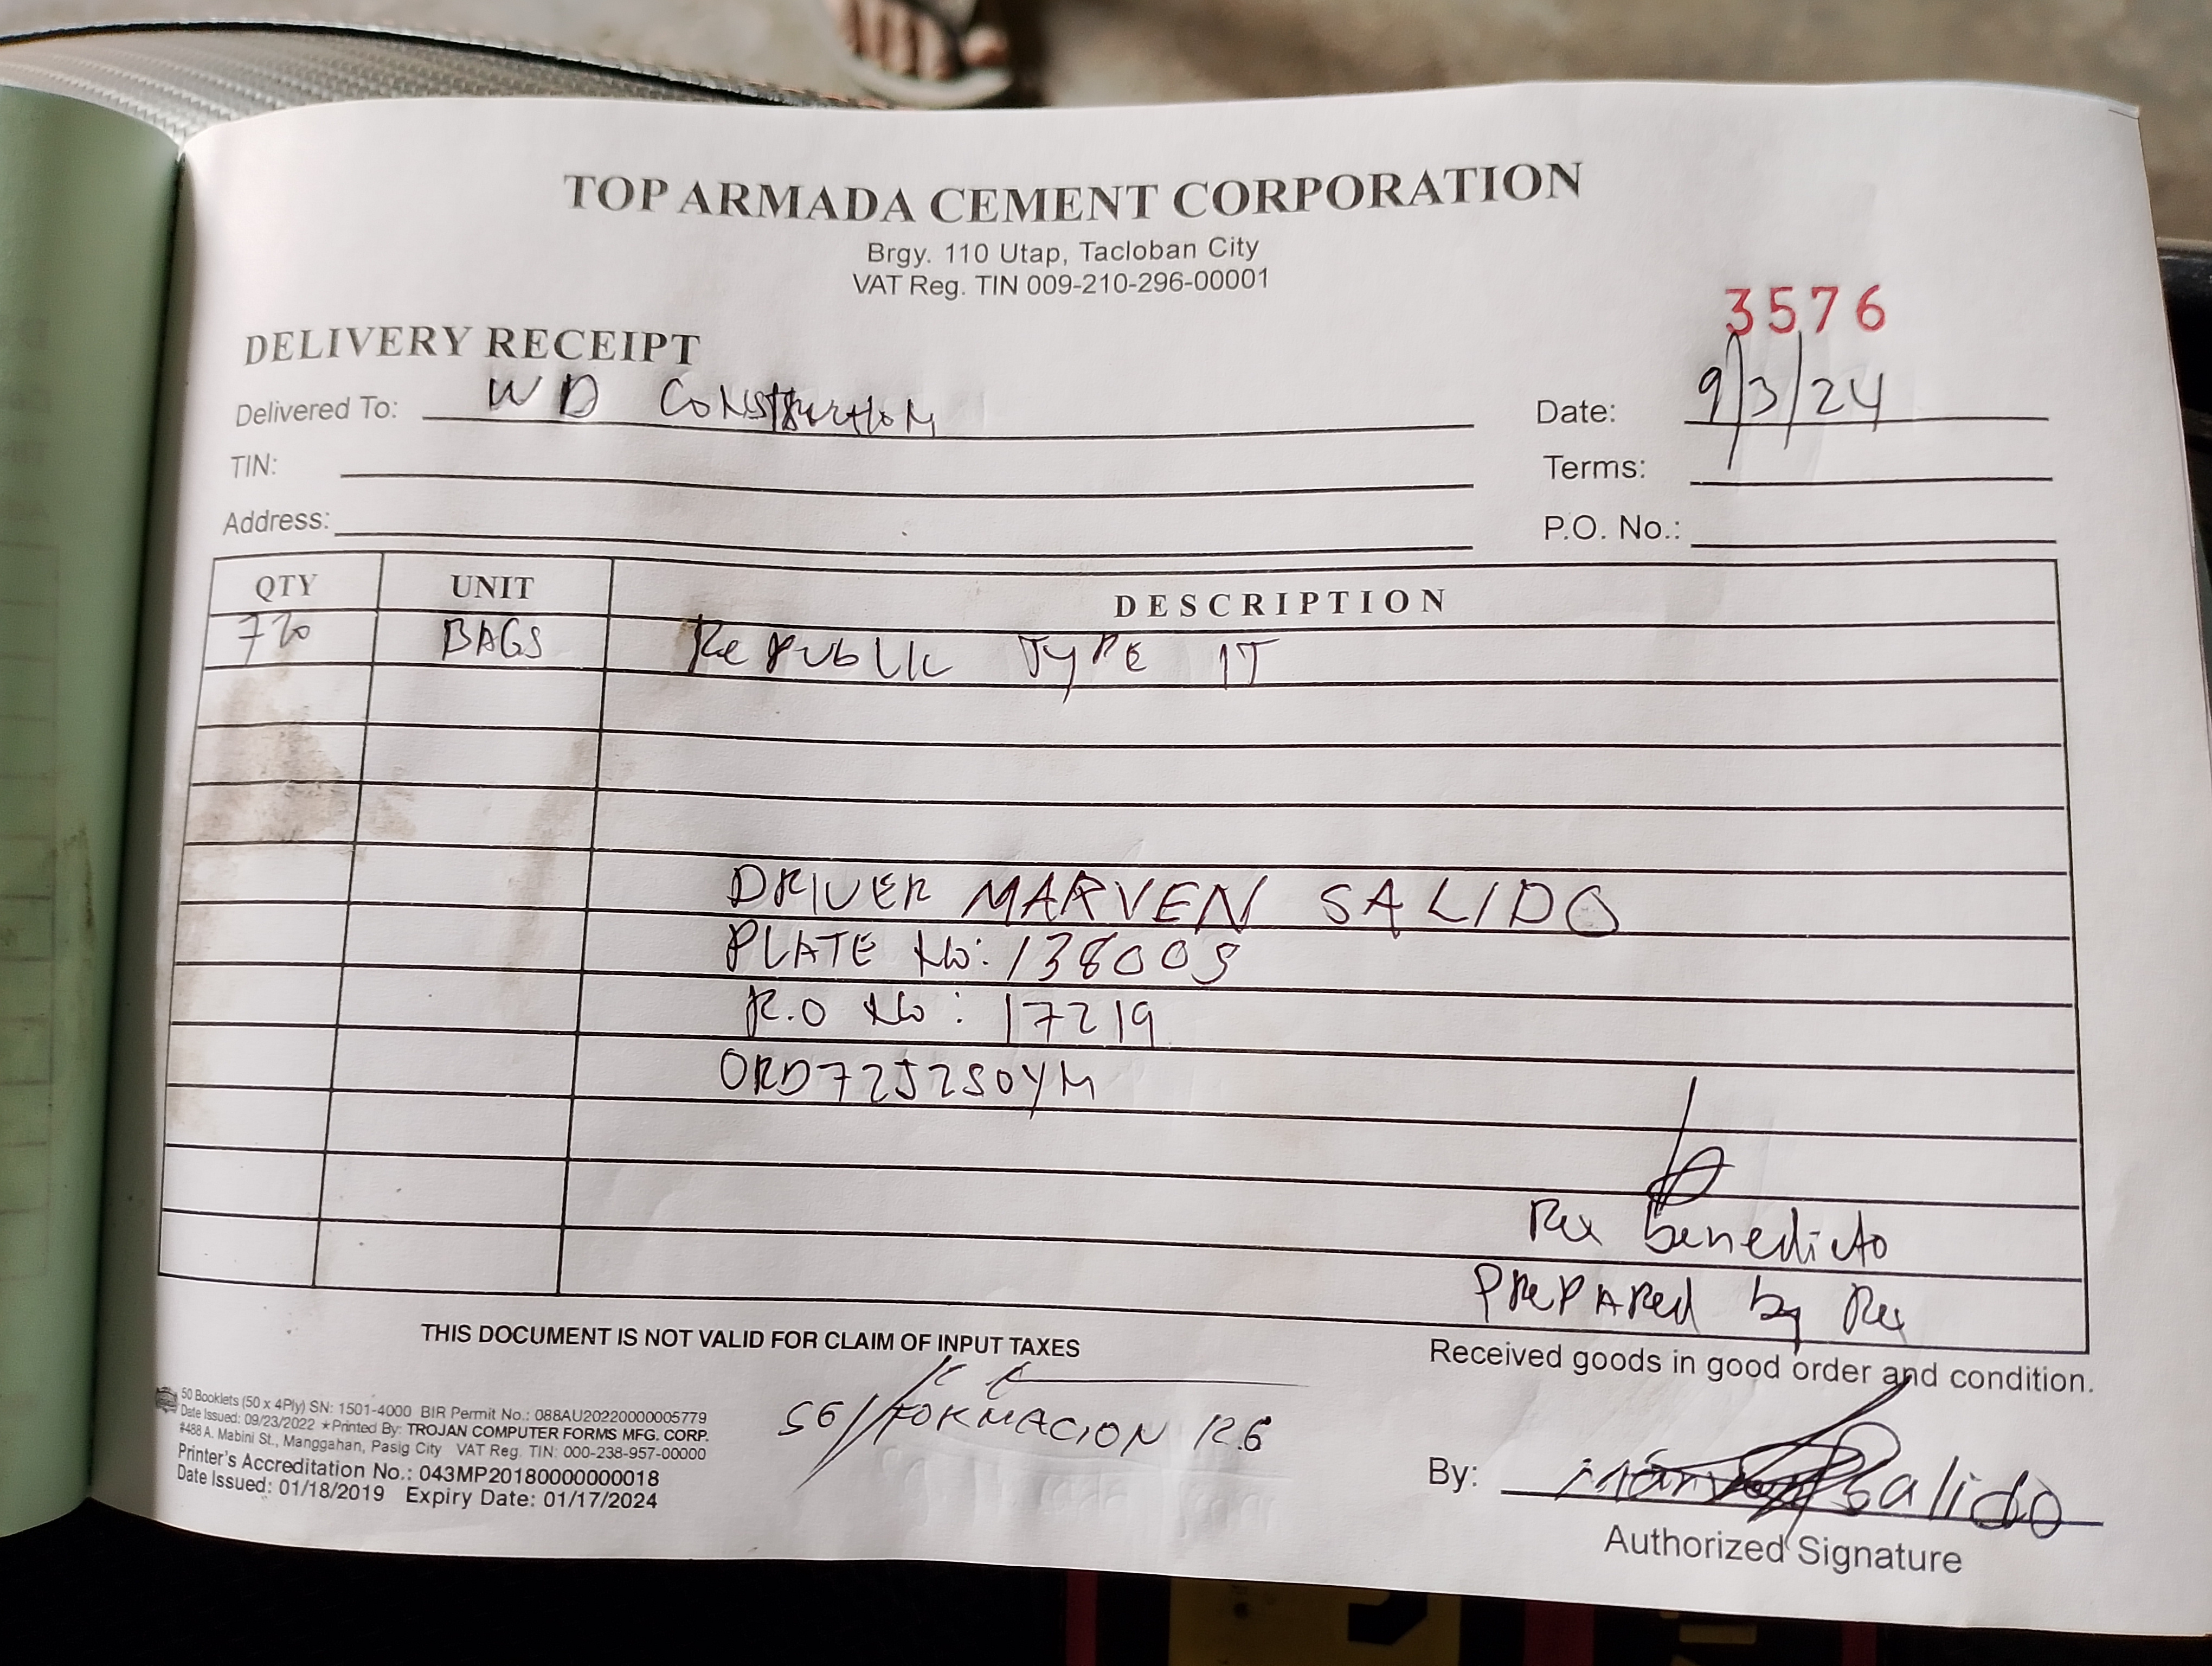 TOP ARMADA CEMENT CORPORATION
Brgy. 110 Utap, Tacloban City
VAT Reg. TIN 009-210-296-00001
3576
DELIVERY RECEIPT
Delivered To: WD Construction
Date: 9/3/24
TIN:
Terms:
Address:
P.O. No.:
QTY UNIT DESCRIPTION
720 BAGS Republic Type 1T
DRIVER MARVEN SALIDO
PLATE No: 138009
R.O No: 17219
ORD725250YM
Rex Benedicto
Prepared by Rex
THIS DOCUMENT IS NOT VALID FOR CLAIM OF INPUT TAXES
Received goods in good order and condition.
50 Booklets (50 x 4Ply) SN: 1501-4000 BIR Permit No.: 088AU20220000005779
Date Issued: 09/23/2022 ★Printed By: TROJAN COMPUTER FORMS MFG. CORP.
#488 A. Mabini St., Manggahan, Pasig City VAT Reg. TIN: 000-238-957-00000
Printer's Accreditation No.: 043MP20180000000018
Date Issued: 01/18/2019 Expiry Date: 01/17/2024
SG/FORMACION R.G
By: Marven Salido
Authorized Signature